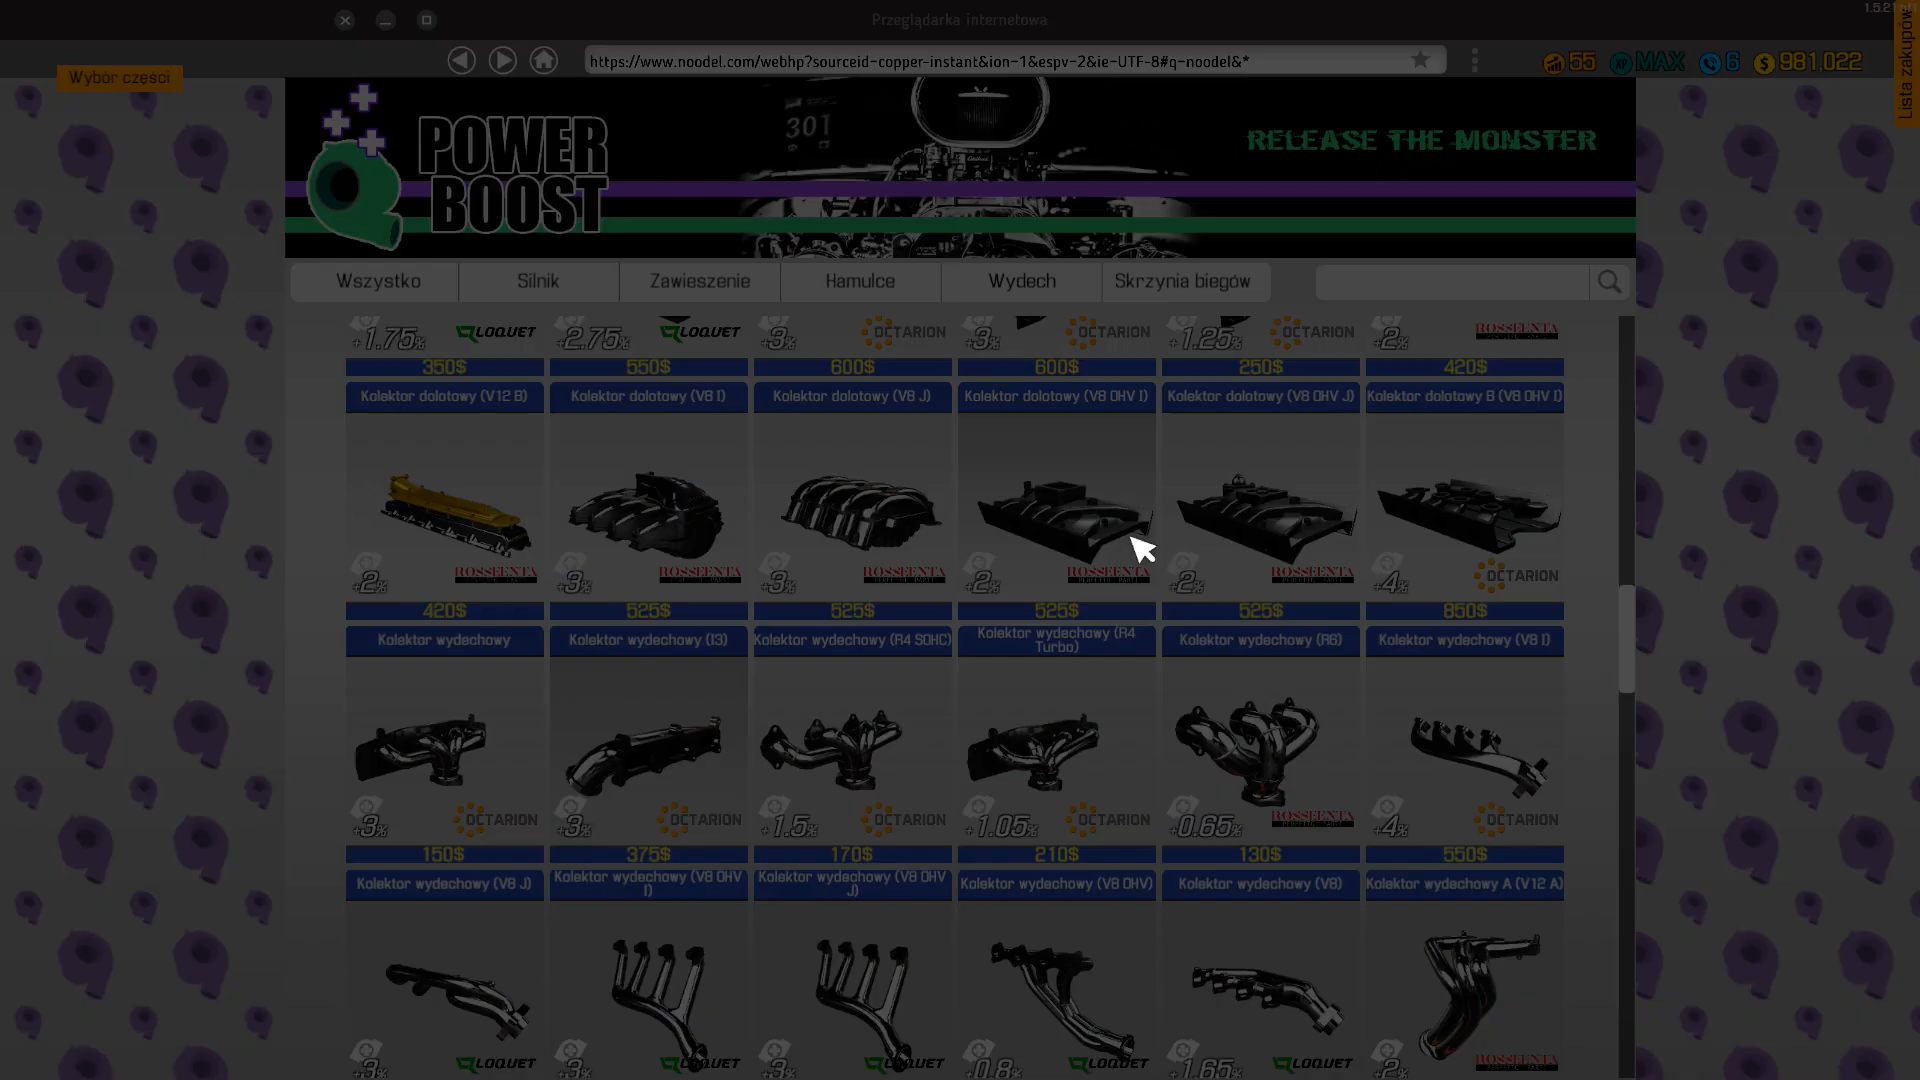 Przeglądarka internetowa
1.5.21
Lista zakupów
https://www.noodel.com/webhp?sourceid-copper-instant&ion-1&espv-2&ie-UTF-8#q-noodel&*
55 XP MAX 6 $ 981,022
Wybór części
POWER
BOOST
301
RELEASE THE MONSTER
Wszystko Silnik Zawieszenie Hamulce Wydech Skrzynia biegów
+1.75% LOQUET +2.75% LOQUET +3% OCTARION +3% OCTARION +1.25% OCTARION +2% ROSSFENTA
350$ 550$ 600$ 600$ 250$ 420$
Kolektor dolotowy (V12 B) Kolektor dolotowy (V8 I) Kolektor dolotowy (V8 J) Kolektor dolotowy (V8 OHV I) Kolektor dolotowy (V8 OHV J) Kolektor dolotowy B (V8 OHV I)
+2% ROSSFENTA +3% ROSSFENTA +3% ROSSFENTA +2% ROSSFENTA +2% ROSSFENTA +4% OCTARION
420$ 525$ 525$ 525$ 525$ 850$
Kolektor wydechowy Kolektor wydechowy (I3) Kolektor wydechowy (R4 SOHC) Kolektor wydechowy (R4 Turbo) Kolektor wydechowy (R6) Kolektor wydechowy (V8 I)
+3% OCTARION +3% OCTARION +1.5% OCTARION +1.05% OCTARION +0.65% ROSSFENTA +4% OCTARION
150$ 375$ 170$ 210$ 130$ 550$
Kolektor wydechowy (V8 J) Kolektor wydechowy (V8 OHV I) Kolektor wydechowy (V8 OHV J) Kolektor wydechowy (V8 OHV) Kolektor wydechowy (V8) Kolektor wydechowy A (V12 A)
+3% LOQUET +3% LOQUET +3% LOQUET +0.8% LOQUET +1.65% LOQUET +2% ROSSFENTA